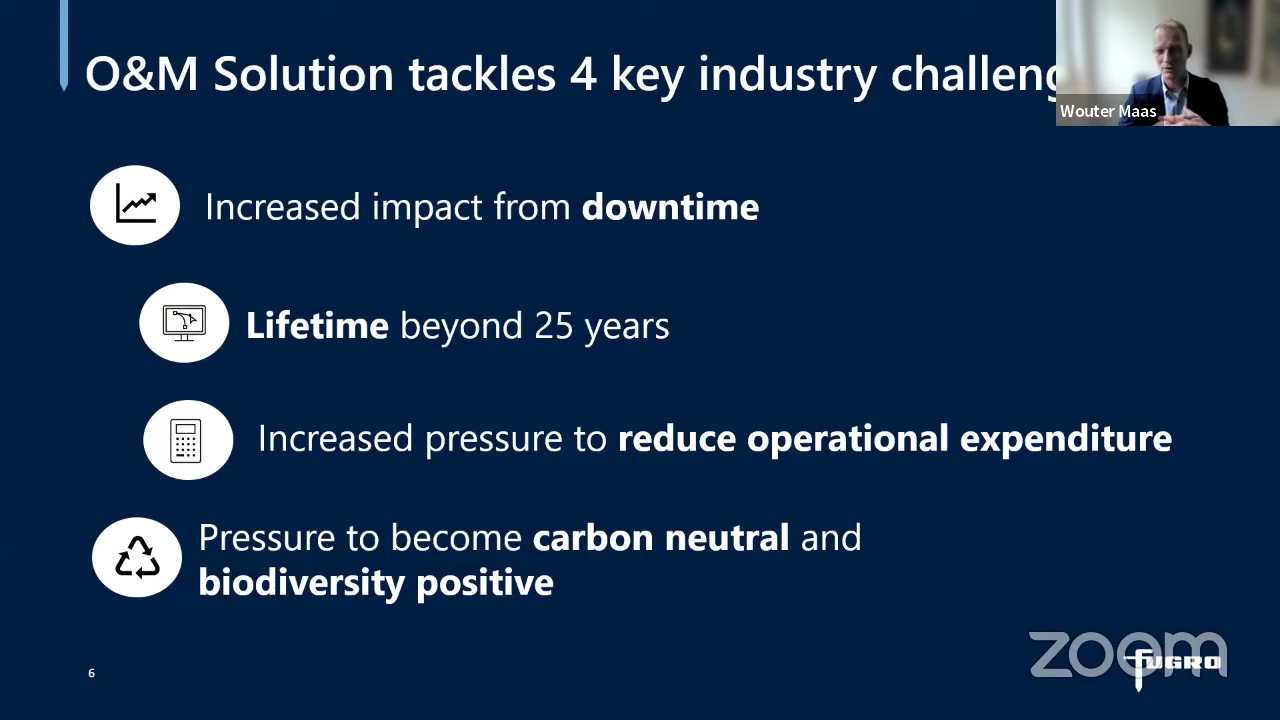 O&M Solution tackles 4 key industry challeng
Wouter Maas
Increased impact from downtime
Lifetime beyond 25 years
Increased pressure to reduce operational expenditure
Pressure to become carbon neutral and
biodiversity positive
6
zoom
FUGRO